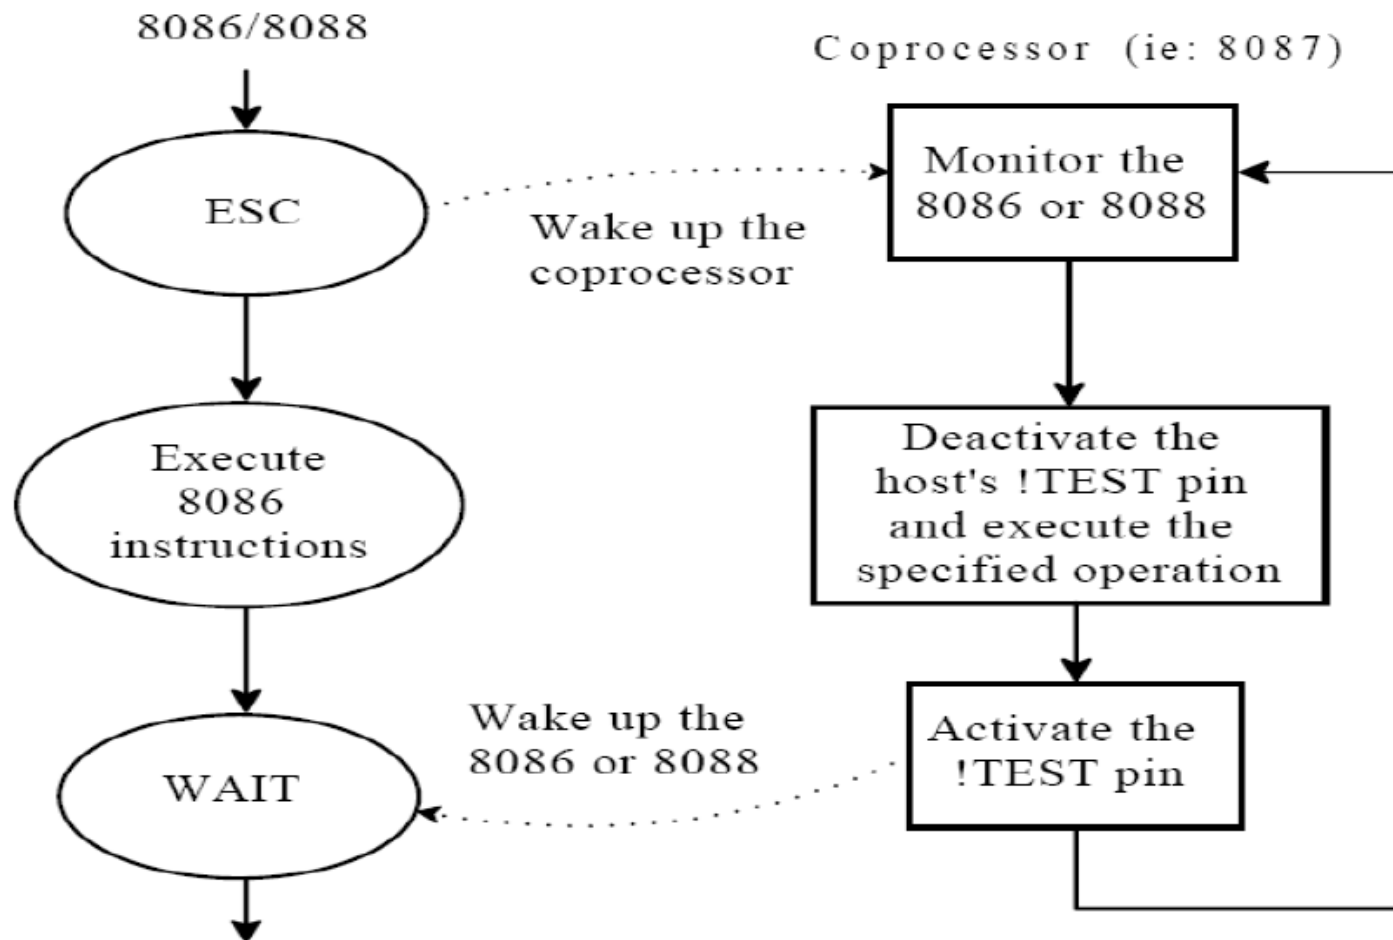 8086/8088
Coprocessor (ie: 8087)
ESC
Wake up the
coprocessor
Monitor the
8086 or 8088
Execute
8086
instructions
Deactivate the
host's !TEST pin
and execute the
specified operation
WAIT
Wake up the
8086 or 8088
Activate the
!TEST pin